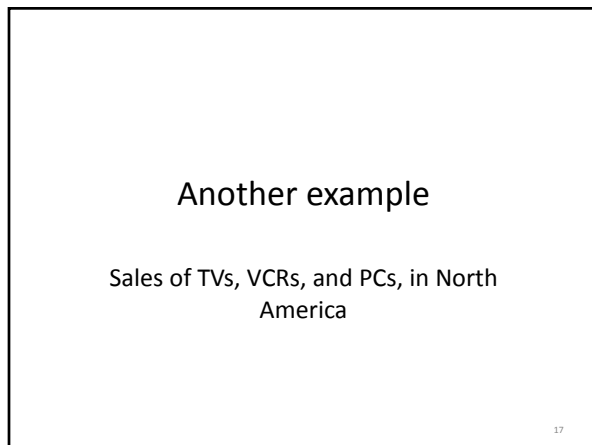 Another example
Sales of TVs, VCRs, and PCs, in North
America
17